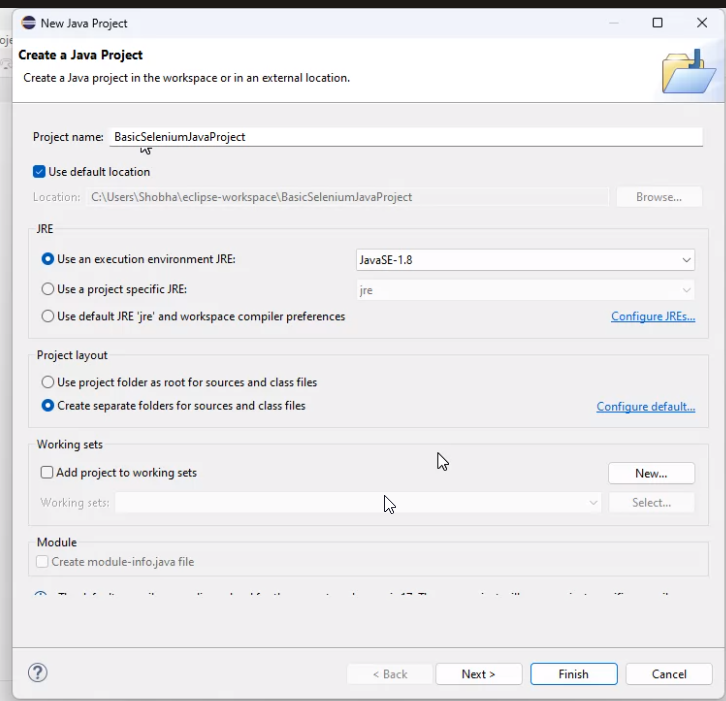 New Java Project
Create a Java Project
Create a Java project in the workspace or in an external location.
Project name: BasicSeleniumJavaProject
Use default location
Location: C:\Users\Shobha\eclipse-workspace\BasicSeleniumJavaProject Browse...
JRE
Use an execution environment JRE: JavaSE-1.8
Use a project specific JRE: jre
Use default JRE 'jre' and workspace compiler preferences Configure JREs...
Project layout
Use project folder as root for sources and class files
Create separate folders for sources and class files Configure default...
Working sets
Add project to working sets New...
Working sets: Select...
Module
Create module-info.java file
< Back Next > Finish Cancel